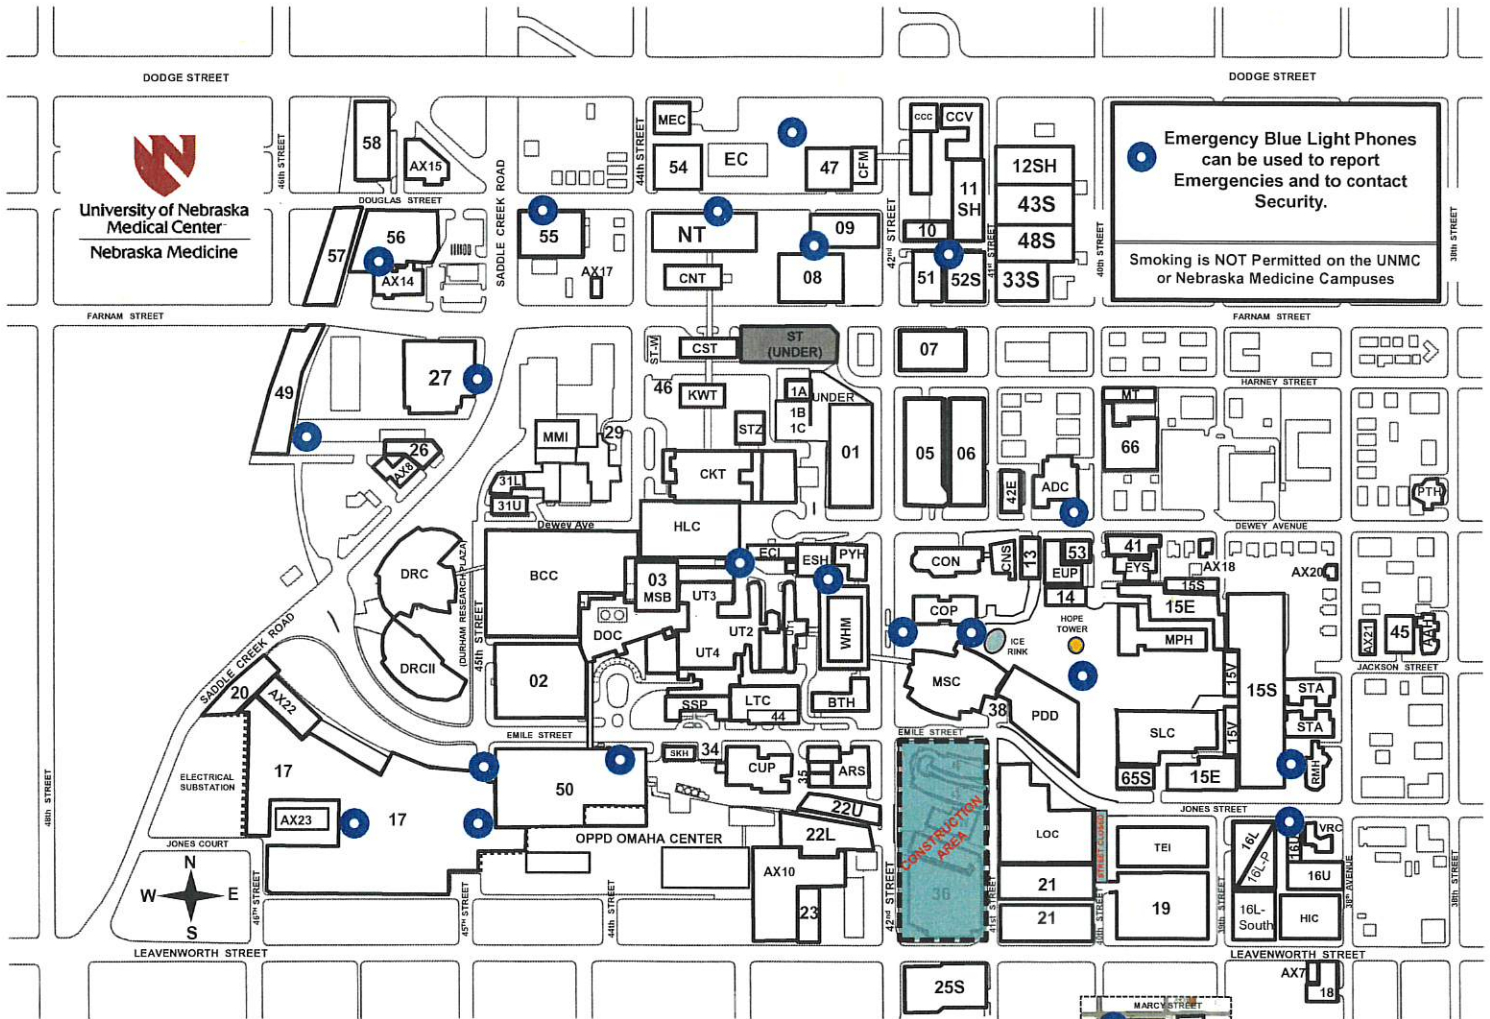 DODGE STREET
DODGE STREET
University of Nebraska
Medical Center
Nebraska Medicine
46th STREET
58
AX15
DOUGLAS STREET
57
56
AX14
SADDLE CREEK ROAD
55
AX17
44th STREET
MEC
54
EC
47
CFM
NT
09
CNT
08
42nd STREET
CCC
CCV
11
SH
10
51
52S
41st STREET
12SH
43S
48S
33S
40th STREET
Emergency Blue Light Phones
can be used to report
Emergencies and to contact
Security.
Smoking is NOT Permitted on the UNMC
or Nebraska Medicine Campuses
38th STREET
FARNAM STREET
FARNAM STREET
49
27
26
AX8
MMI
29
31L
31U
Dewey Ave
ST-W
CST
ST
(UNDER)
46
KWT
1A
UNDER
1B
1C
STZ
CKT
01
07
05
06
42E
ADC
HARNEY STREET
MT
66
PTH
DEWEY AVENUE
DRC
(DURHAM RESEARCH PLAZA)
DRCII
45th STREET
BCC
HLC
03
MSB
DOC
UT3
UT2
UT4
UT1
ECI
ESH
PYH
WHM
CON
CNS
13
53
EUP
14
COP
ICE
RINK
HOPE
TOWER
41
EYS
AX18
AX20
15S
15E
MPH
15V
15S
STA
STA
15V
SLC
65S
15E
RMH
AX21
45
JACKSON STREET
SADDLE CREEK ROAD
20
AX22
02
SSP
LTC
44
BTH
MSC
38
PDD
EMILE STREET
EMILE STREET
ELECTRICAL
SUBSTATION
17
AX23
17
50
SKH
34
CUP
35
ARS
22U
22L
OPPD OMAHA CENTER
AX10
23
CONSTRUCTION
AREA
36
LOC
STREET CLOSED
21
21
TEI
19
JONES STREET
16L
16L-P
16L
VRC
16U
16L-
South
HIC
JONES COURT
48th STREET
N
W
E
S
46TH STREET
45TH STREET
44th STREET
42nd STREET
41st STREET
40th STREET
39th STREET
38th AVENUE
38th STREET
LEAVENWORTH STREET
LEAVENWORTH STREET
25S
AX7
18
MARCY STREET